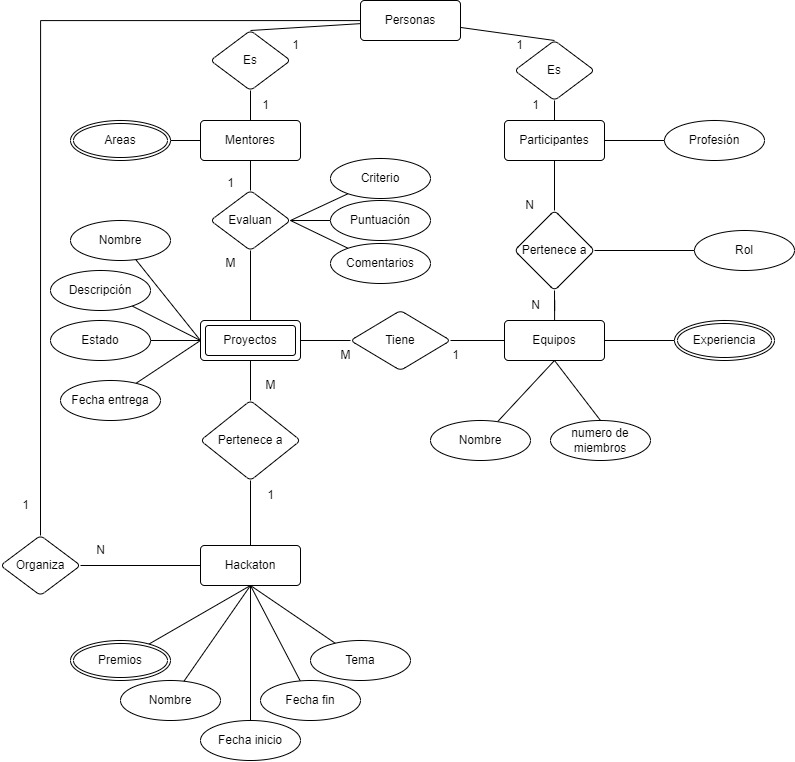 Personas
1
1
Es
Es
1
1
Areas
Mentores
Participantes
Profesión
1
Criterio
N
Evaluan
Puntuación
Nombre
Pertenece a
Rol
M
Comentarios
Descripción
N
Estado
Proyectos
Tiene
Equipos
Experiencia
M
1
M
Fecha entrega
Pertenece a
Nombre
numero de
miembros
1
1
N
Organiza
Hackaton
Premios
Tema
Nombre
Fecha fin
Fecha inicio